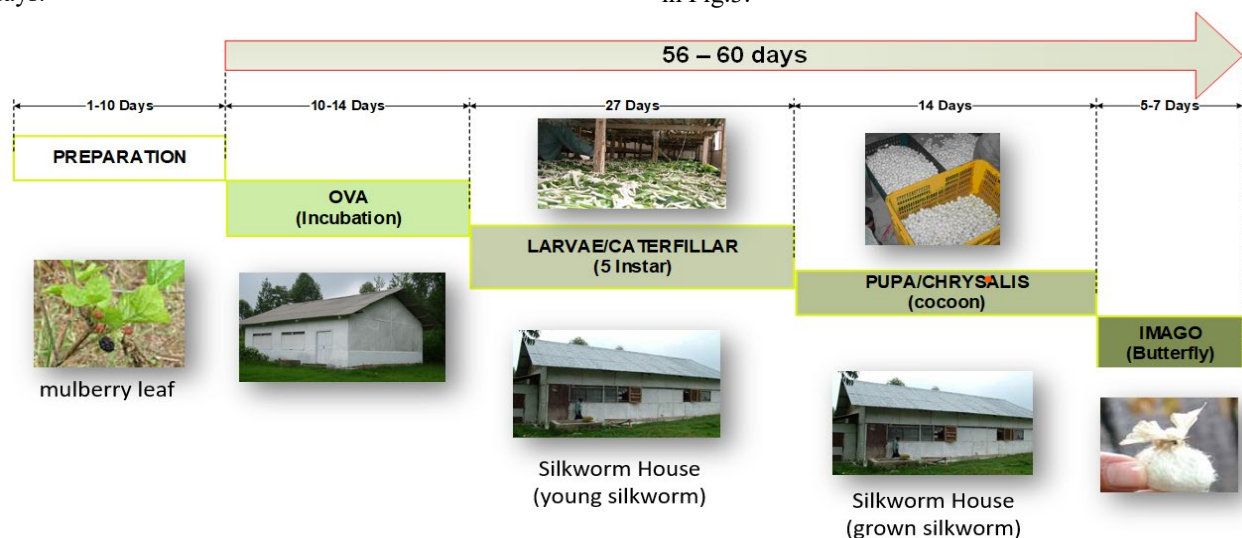 in Fig.3.
56 – 60 days
1-10 Days
10-14 Days
27 Days
14 Days
5-7 Days
PREPARATION
OVA
(Incubation)
LARVAE/CATERFILLAR
(5 Instar)
PUPA/CHRYSALIS
(cocoon)
IMAGO
(Butterfly)
mulberry leaf
Silkworm House
(young silkworm)
Silkworm House
(grown silkworm)